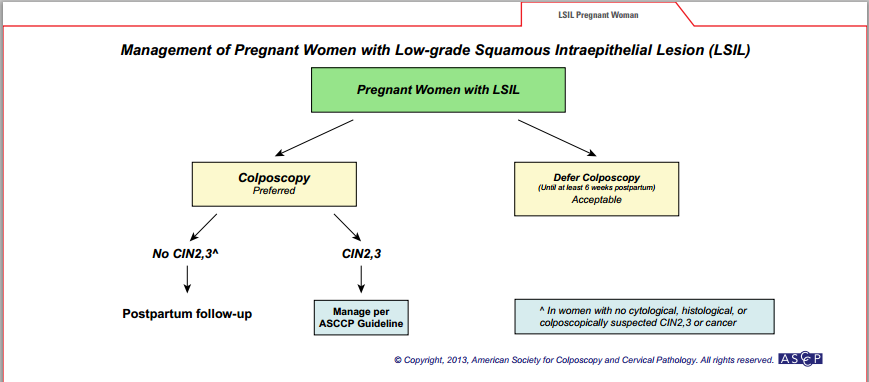 LSIL Pregnant Woman
Management of Pregnant Women with Low-grade Squamous Intraepithelial Lesion (LSIL)
Pregnant Women with LSIL
Colposcopy
Preferred
Defer Colposcopy
(Until at least 6 weeks postpartum)
Acceptable
No CIN2,3^
CIN2,3
Postpartum follow-up
Manage per
ASCCP Guideline
^ In women with no cytological, histological, or
colposcopically suspected CIN2,3 or cancer
© Copyright, 2013, American Society for Colposcopy and Cervical Pathology. All rights reserved.
ASCCP